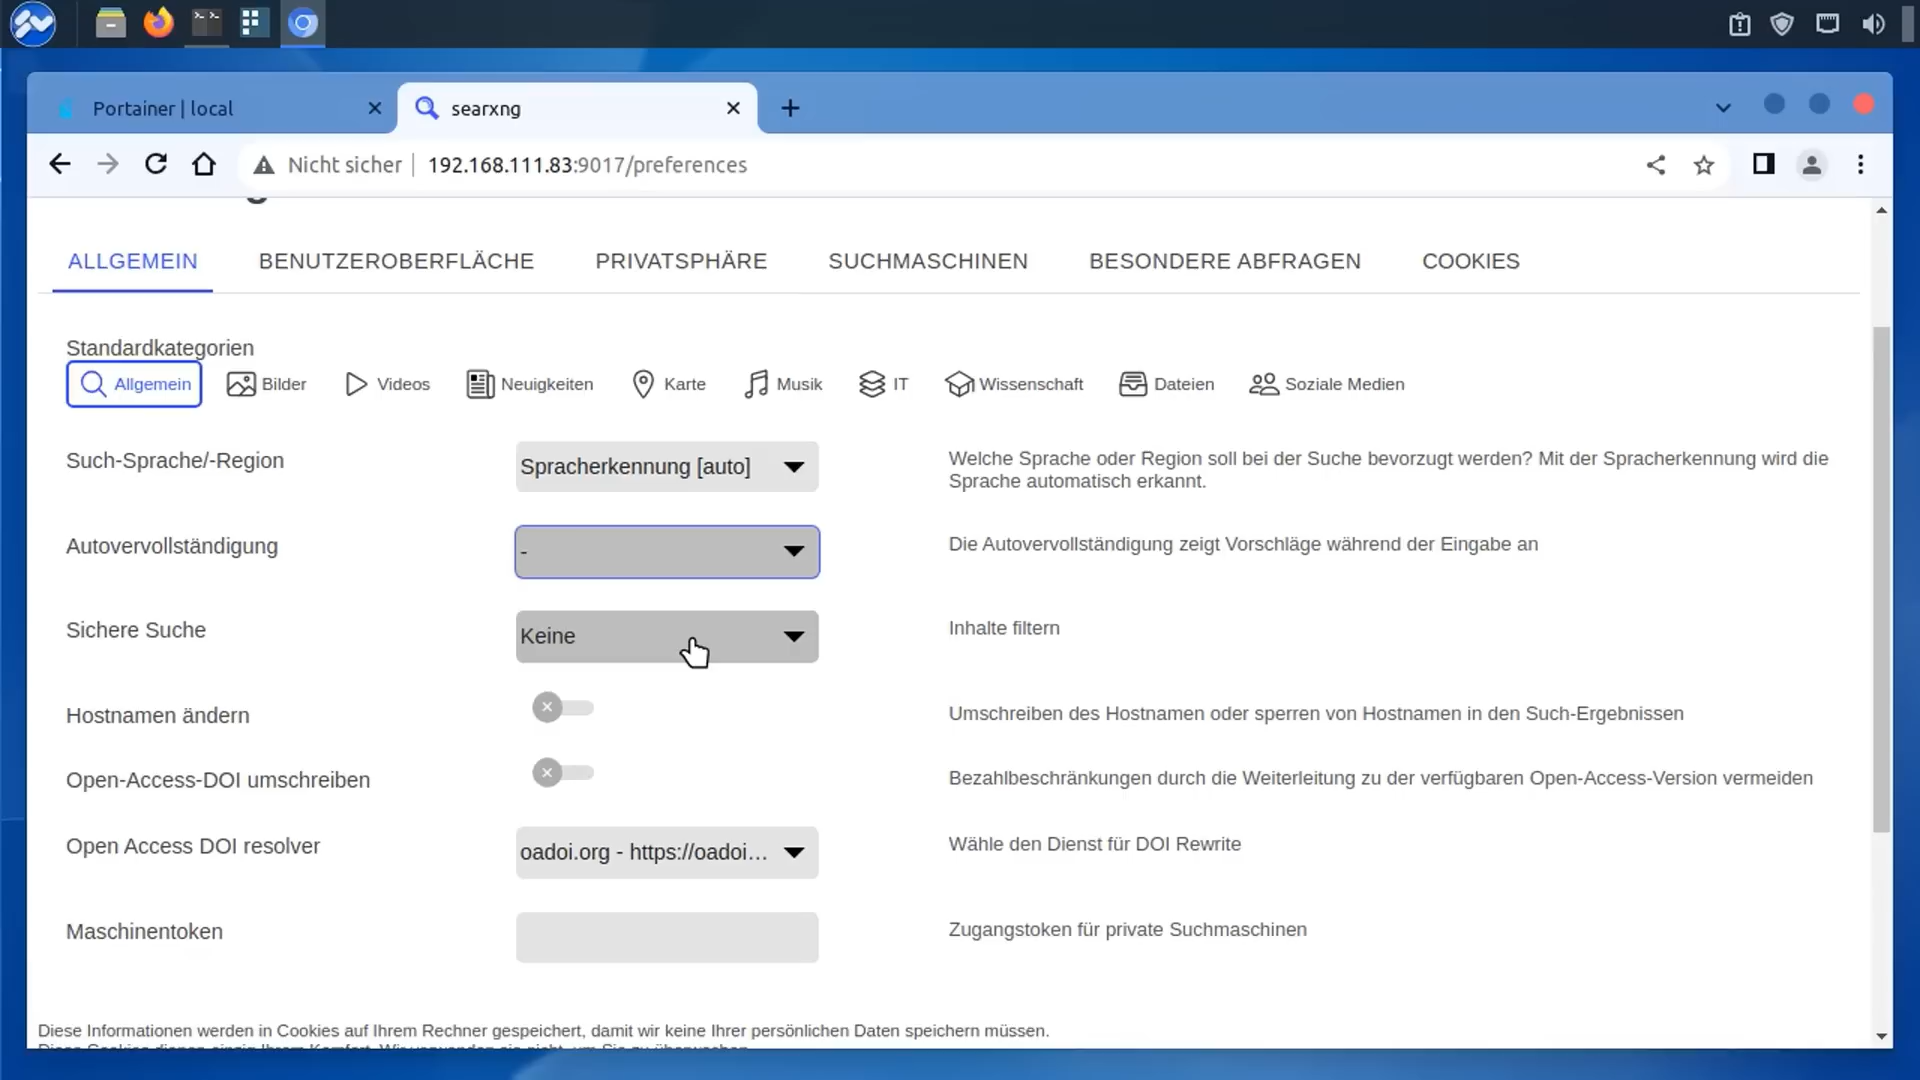 Portainer | local
searxng
Nicht sicher
192.168.111.83:9017/preferences
ALLGEMEIN
BENUTZEROBERFLÄCHE
PRIVATSPHÄRE
SUCHMASCHINEN
BESONDERE ABFRAGEN
COOKIES
Standardkategorien
Allgemein
Bilder
Videos
Neuigkeiten
Karte
Musik
IT
Wissenschaft
Dateien
Soziale Medien
Such-Sprache/-Region
Spracherkennung [auto]
Welche Sprache oder Region soll bei der Suche bevorzugt werden? Mit der Spracherkennung wird die
Sprache automatisch erkannt.
Autovervollständigung
-
Die Autovervollständigung zeigt Vorschläge während der Eingabe an
Sichere Suche
Keine
Inhalte filtern
Hostnamen ändern
Umschreiben des Hostnamen oder sperren von Hostnamen in den Such-Ergebnissen
Open-Access-DOI umschreiben
Bezahlbeschränkungen durch die Weiterleitung zu der verfügbaren Open-Access-Version vermeiden
Open Access DOI resolver
oadoi.org - https://oadoi...
Wähle den Dienst für DOI Rewrite
Maschinentoken
Zugangstoken für private Suchmaschinen
Diese Informationen werden in Cookies auf Ihrem Rechner gespeichert, damit wir keine Ihrer persönlichen Daten speichern müssen.